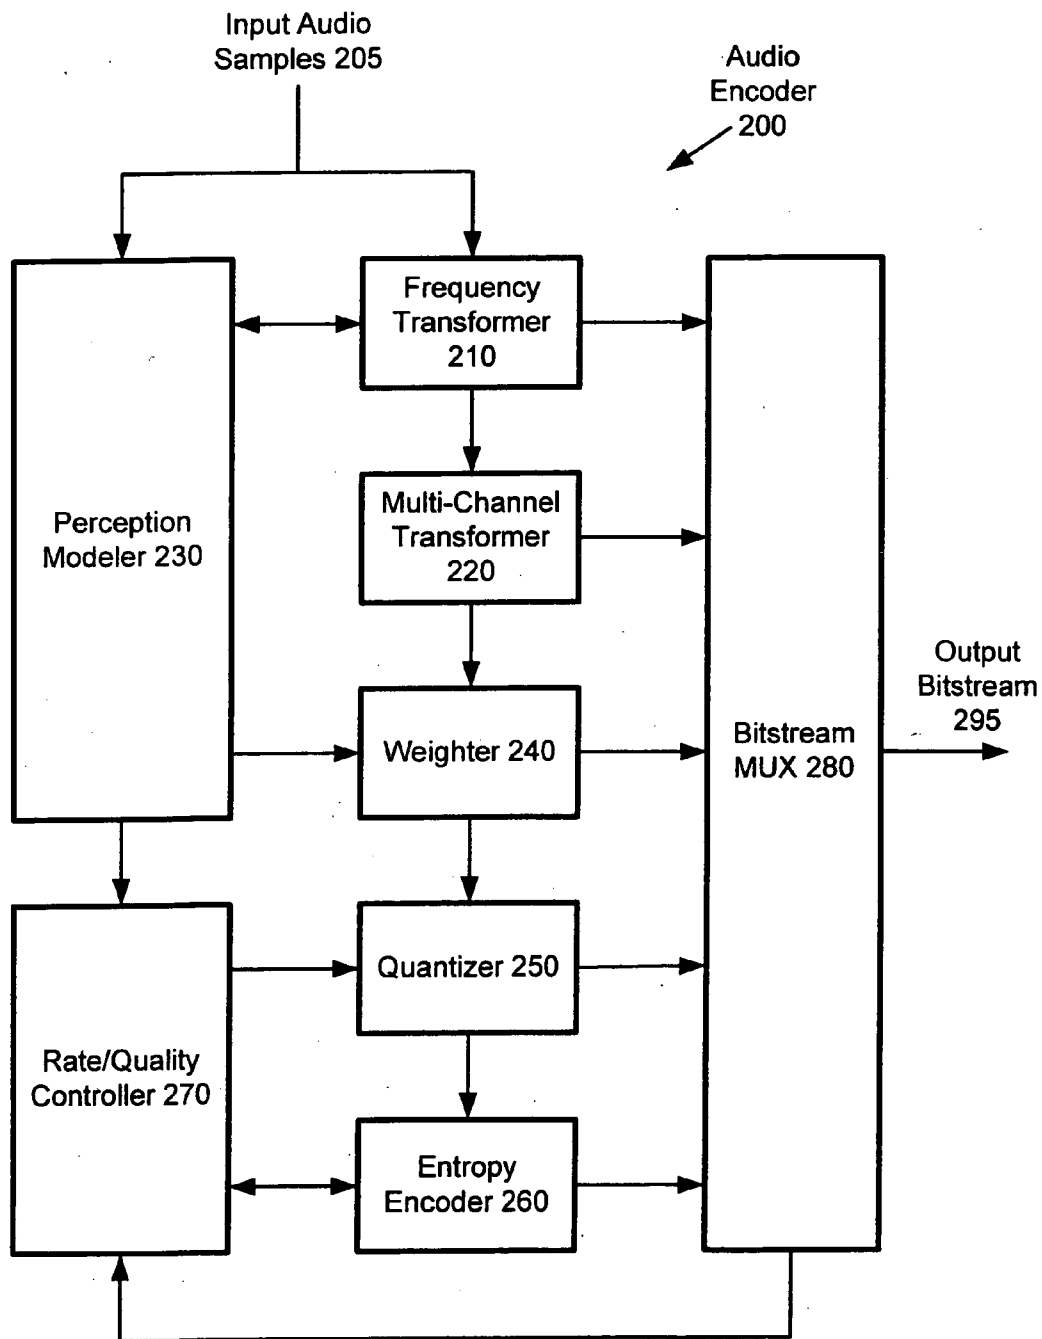 Input Audio
Samples 205
Audio
Encoder
200
Frequency
Transformer
210
Perception
Modeler 230
Multi-Channel
Transformer
220
Weighter 240
Bitstream
MUX 280
Output
Bitstream
295
Quantizer 250
Rate/Quality
Controller 270
Entropy
Encoder 260